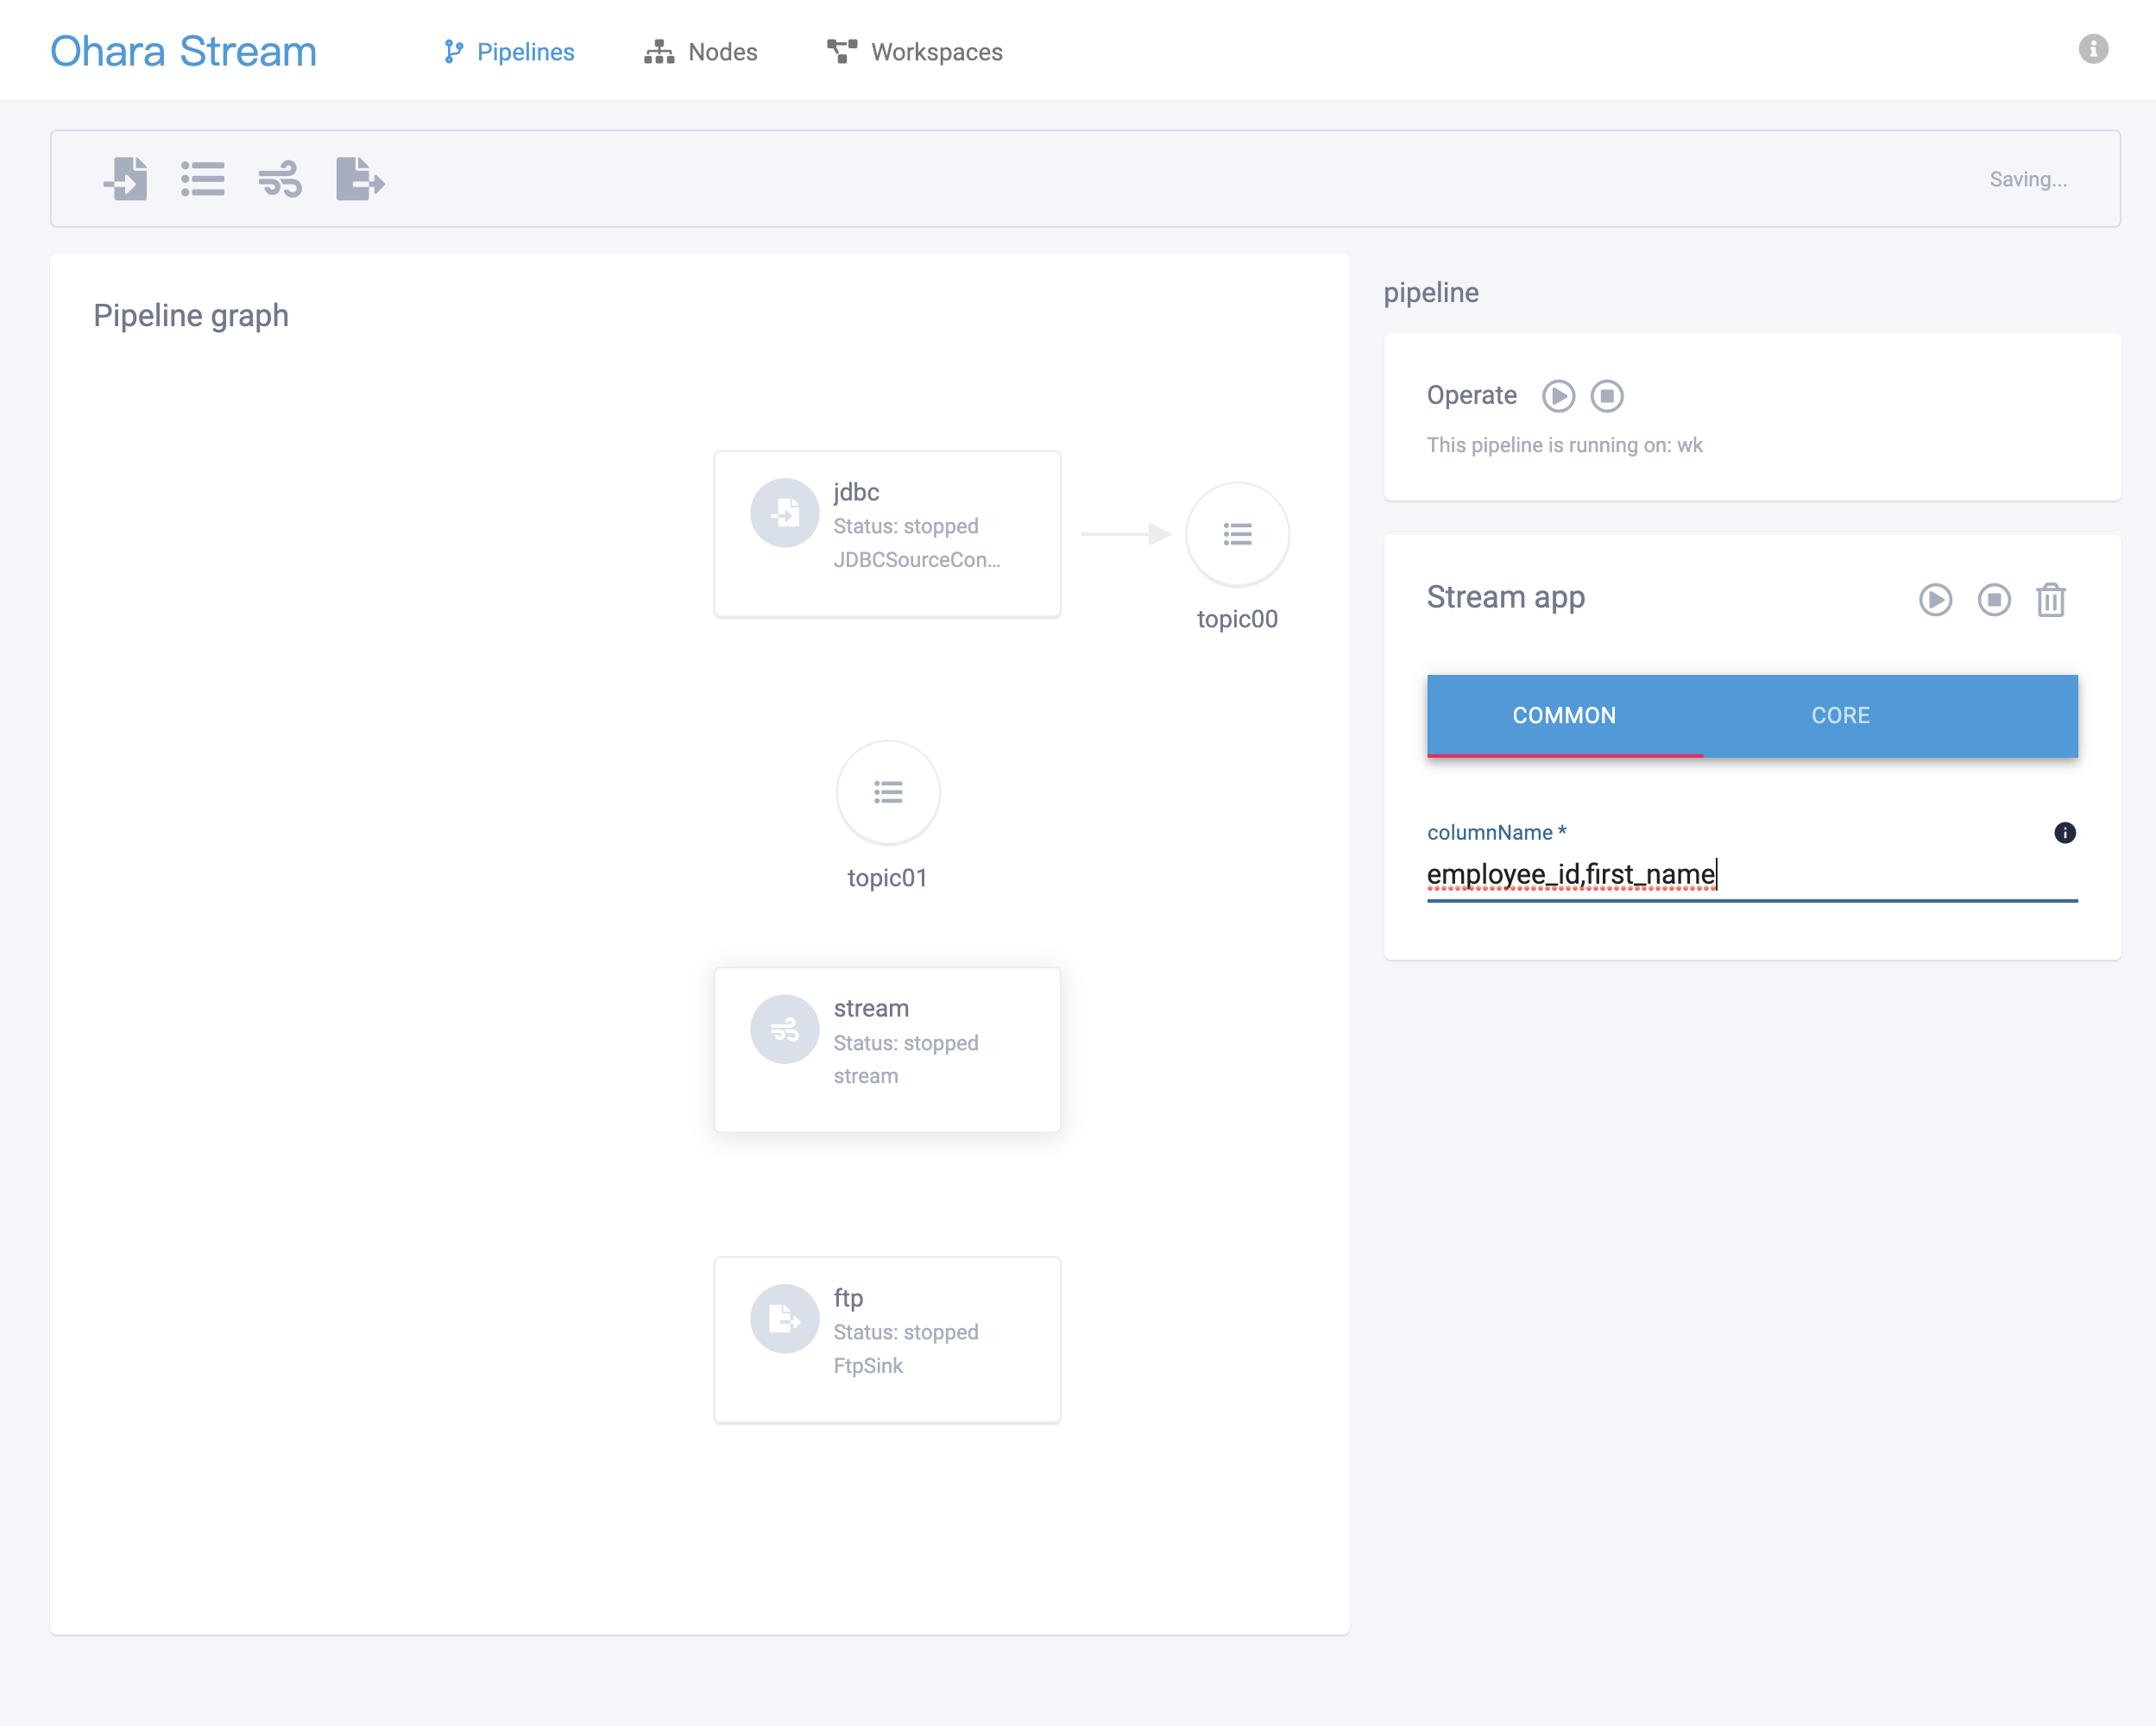 Ohara Stream
Pipelines
Nodes
Workspaces
Saving...
Pipeline graph
jdbc
Status: stopped
JDBCSourceCon...
topic00
topic01
stream
Status: stopped
stream
ftp
Status: stopped
FtpSink
pipeline
Operate
This pipeline is running on: wk
Stream app
COMMON
CORE
columnName *
employee_id,first_name